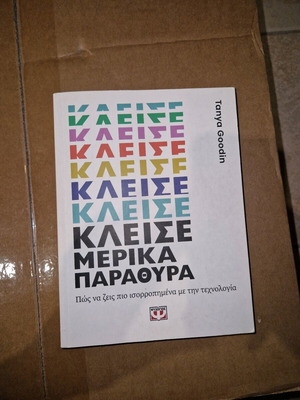 Tanya Goodin
ΚΛΕΙΣΕ
ΚΛΕΙΣΕ
ΚΛΕΙΣΕ
ΚΛΕΙΣΕ
ΚΛΕΙΣΕ
ΚΛΕΙΣΕ
ΚΛΕΙΣΕ
ΜΕΡΙΚΑ
ΠΑΡΑΘΥΡΑ
Πώς να ζεις πιο ισορροπημένα με την τεχνολογία